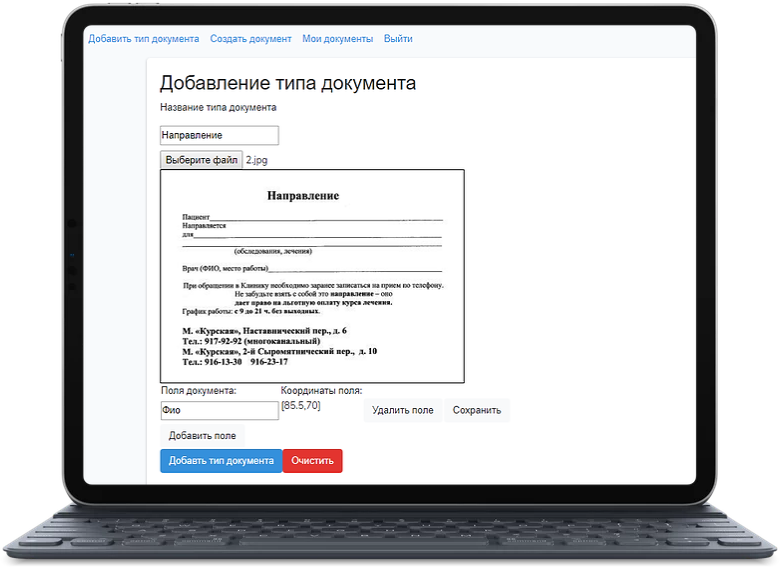 Добавить тип документа Создать документ Мои документы Выйти
Добавление типа документа
Название типа документа
Направление
Выберите файл 2.jpg
Направление
Пациент
Направляется
для
(обследования, лечения)
Врач (ФИО, место работы)
При обращении в Клинику необходимо заранее записаться на прием по телефону.
Не забудьте взять с собой это направление – оно
дает право на льготную оплату курса лечения.
График работы: с 9 до 21 ч. без выходных.
М. «Курская», Наставнический пер., д. 6
Тел.: 917-92-92 (многоканальный)
М. «Курская», 2-й Сыромятнический пер., д. 10
Тел.: 916-13-30 916-23-17
Поля документа: Координаты поля:
Фио [85.5,70] Удалить поле Сохранить
Добавить поле
Добавть тип документа Очистить